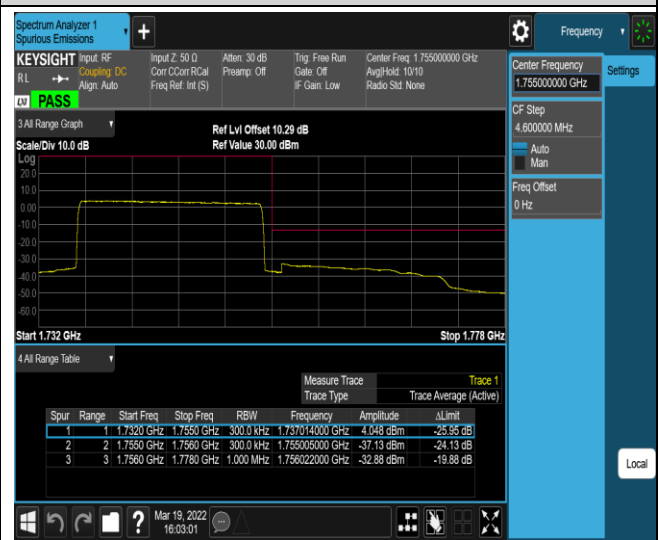 Spectrum Analyzer 1
Spurious Emissions
Frequency
KEYSIGHT Input: RF Input Z: 50 Ω Atten: 30 dB Trig: Free Run Center Freq: 1.755000000 GHz
RL Coupling: DC Corr CCorr RCal Preamp: Off Gate: Off Avg|Hold: 10/10
Align: Auto Freq Ref: Int (S) IF Gain: Low Radio Std: None
LXI PASS
Center Frequency
1.755000000 GHz
Settings
CF Step
4.600000 MHz
Auto
Man
Freq Offset
0 Hz
3 All Range Graph
Ref Lvl Offset 10.29 dB
Scale/Div 10.0 dB Ref Value 30.00 dBm
Log
20.0
10.0
0.00
-10.0
-20.0
-30.0
-40.0
-50.0
-60.0
Start 1.732 GHz Stop 1.778 GHz
4 All Range Table
Measure Trace Trace 1
Trace Type Trace Average (Active)
Spur Range Start Freq Stop Freq RBW Frequency Amplitude ΔLimit
1 1 1.7320 GHz 1.7550 GHz 300.0 kHz 1.737014000 GHz 4.048 dBm -25.95 dB
2 2 1.7550 GHz 1.7560 GHz 300.0 kHz 1.755005000 GHz -37.13 dBm -24.13 dB
3 3 1.7560 GHz 1.7780 GHz 1.000 MHz 1.756022000 GHz -32.88 dBm -19.88 dB
Local
Mar 19, 2022
16:03:01